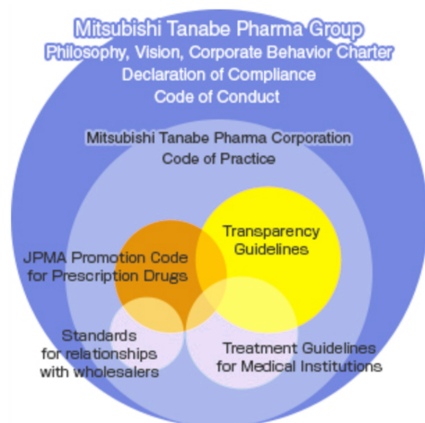 Mitsubishi Tanabe Pharma Group
Philosophy, Vision, Corporate Behavior Charter
Declaration of Compliance
Code of Conduct
Mitsubishi Tanabe Pharma Corporation
Code of Practice
Transparency
Guidelines
JPMA Promotion Code
for Prescription Drugs
Standards
for relationships
with wholesalers
Treatment Guidelines
for Medical Institutions